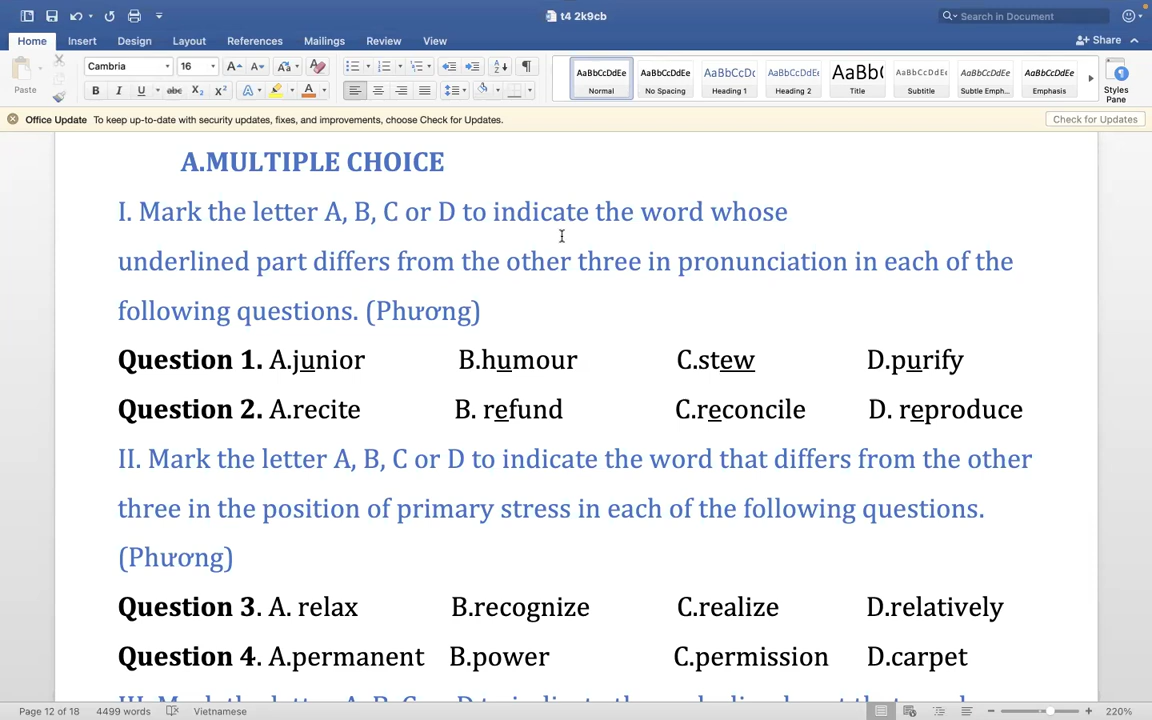 t4 2k9cb
Search in Document
Home Insert Design Layout References Mailings Review View Share
Paste Cambria 16 AaBbCcDdEe AaBbCcDdEe AaBbCcDc AaBbCcDdEe AaBb( AaBbCcDdEe AaBbCcDdEe AaBbCcDdEe
B I U abc X₂ X² A A Normal No Spacing Heading 1 Heading 2 Title Subtitle Subtle Emph... Emphasis Styles Pane
Office Update To keep up-to-date with security updates, fixes, and improvements, choose Check for Updates. Check for Updates
A.MULTIPLE CHOICE
I. Mark the letter A, B, C or D to indicate the word whose
underlined part differs from the other three in pronunciation in each of the
following questions. (Phương)
Question 1. A.junior B.humour C.stew D.purify
Question 2. A.recite B. refund C.reconcile D. reproduce
II. Mark the letter A, B, C or D to indicate the word that differs from the other
three in the position of primary stress in each of the following questions.
(Phương)
Question 3. A. relax B.recognize C.realize D.relatively
Question 4. A.permanent B.power C.permission D.carpet
Page 12 of 18 4499 words Vietnamese 220%